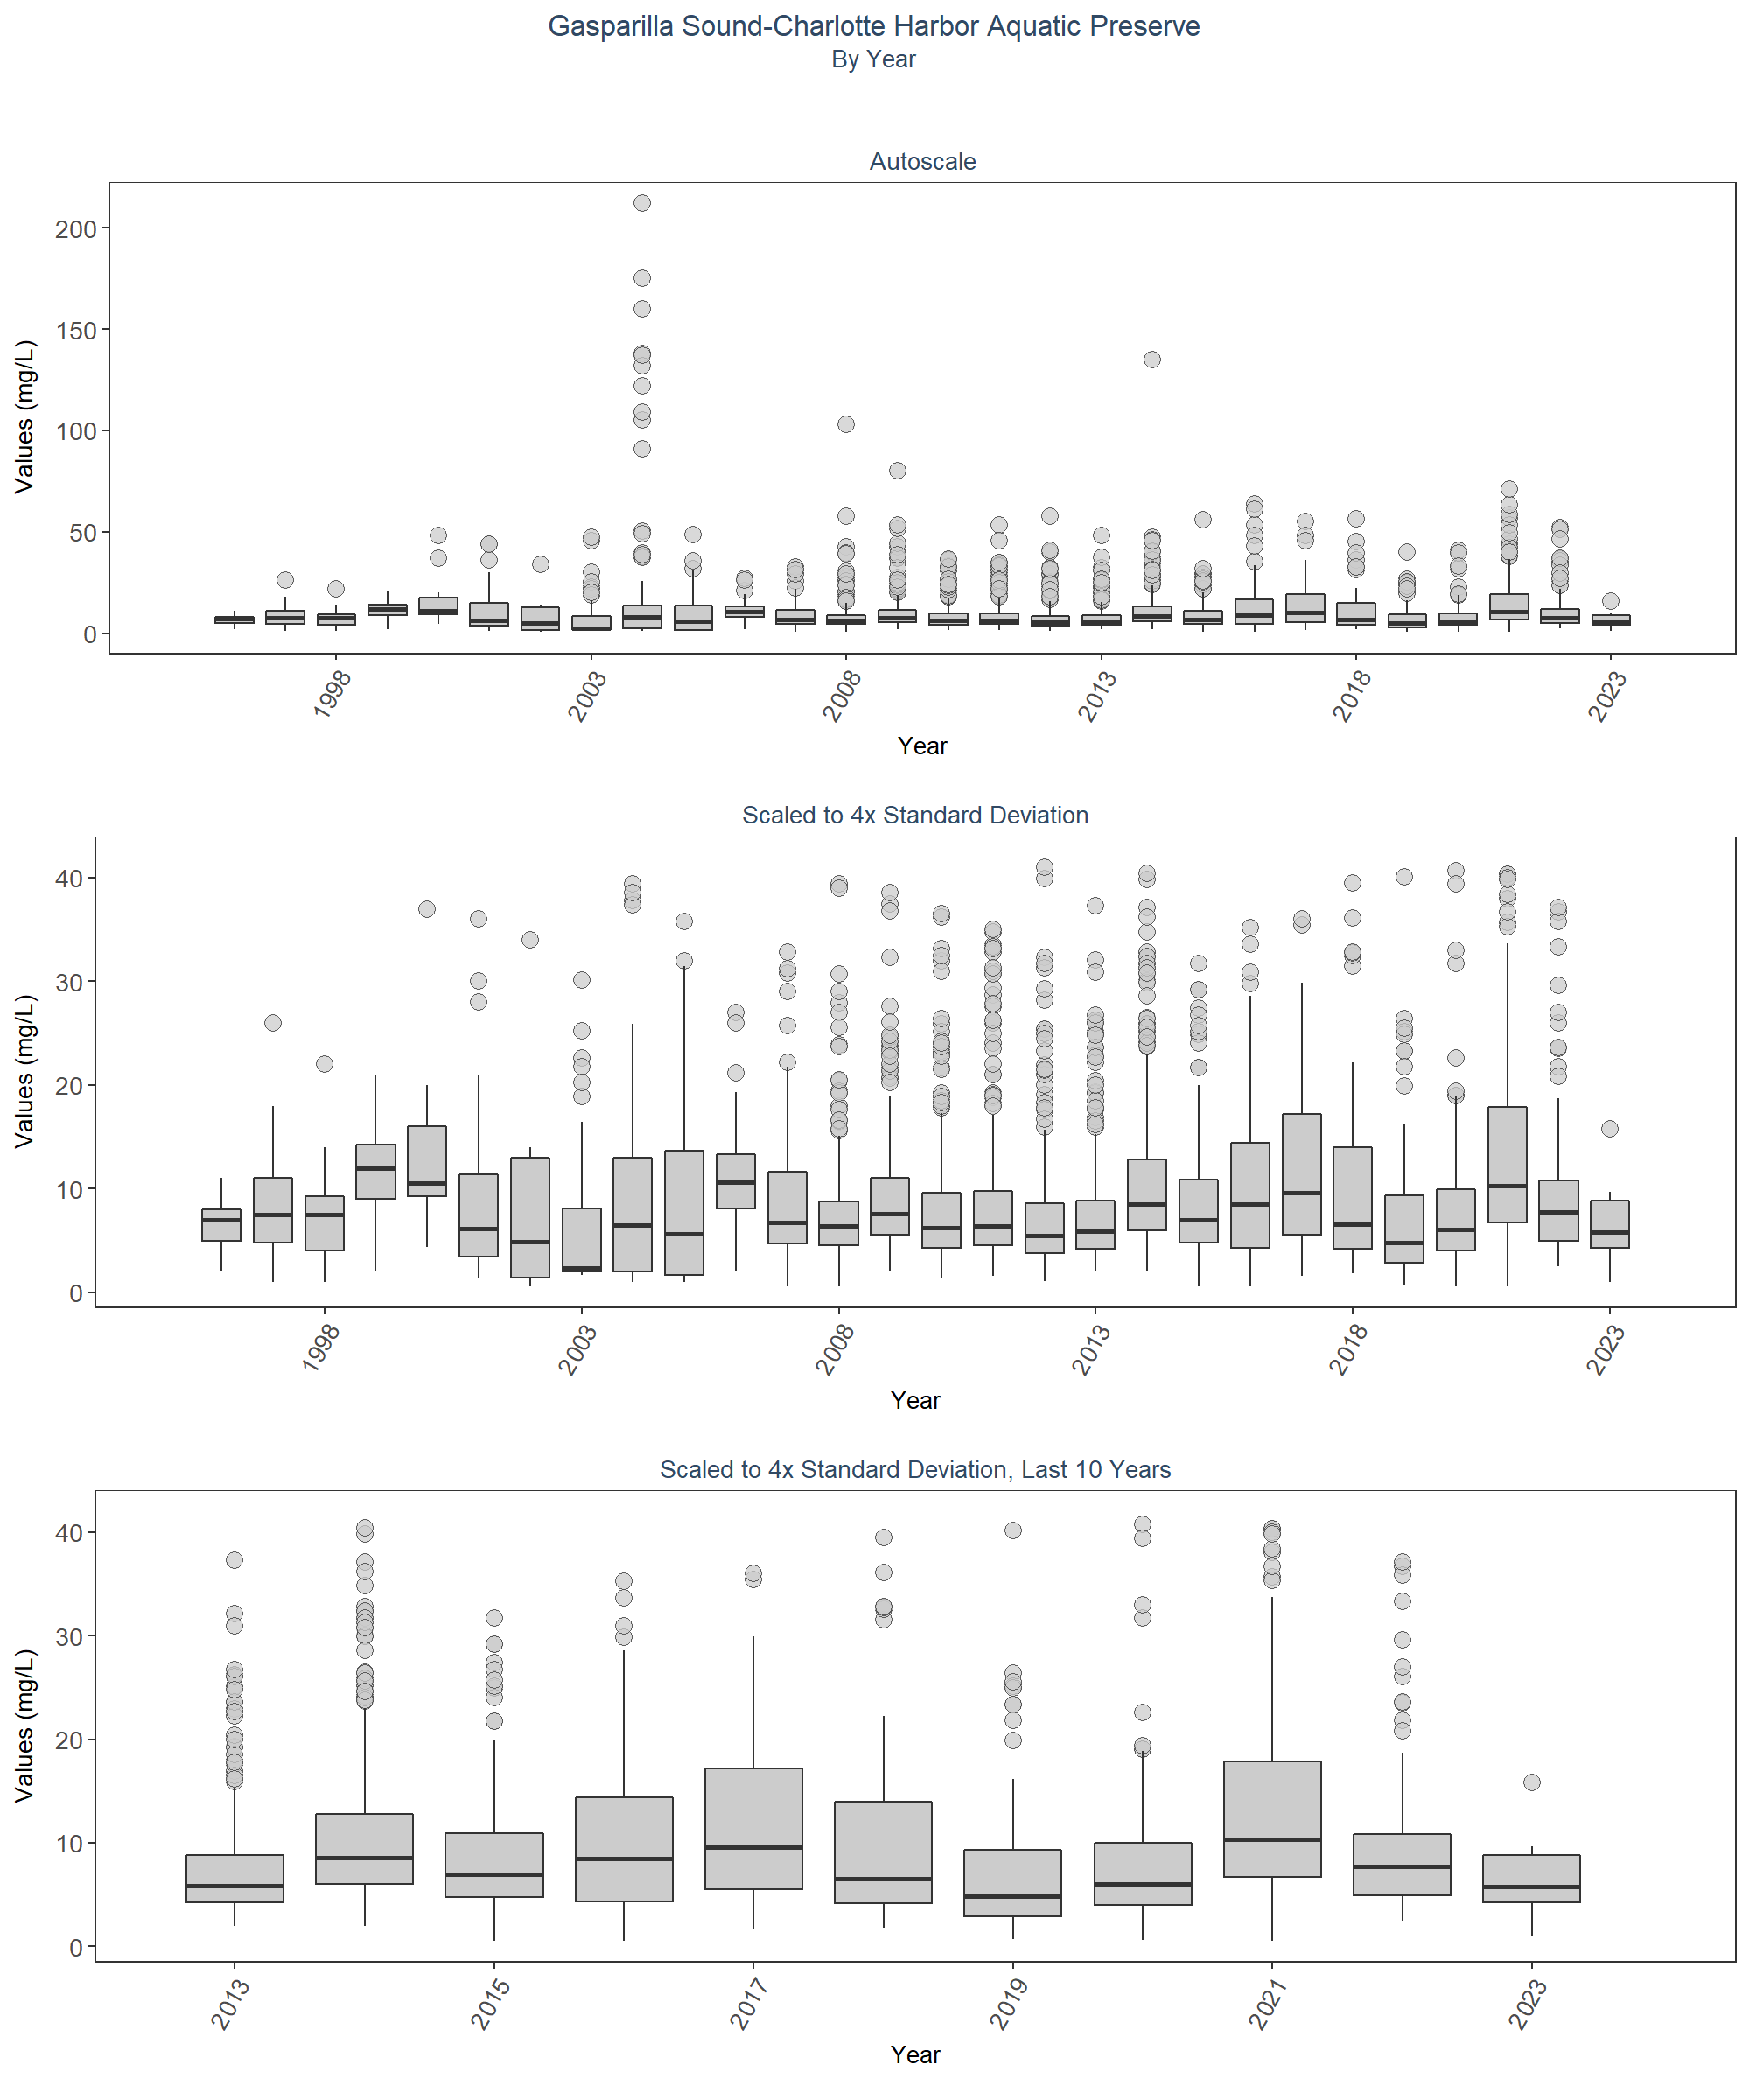 Gasparilla Sound-Charlotte Harbor Aquatic Preserve
By Year
Autoscale
Values (mg/L)
200
150
100
50
0
1998 2003 2008 2013 2018 2023
Year
Scaled to 4x Standard Deviation
Values (mg/L)
40
30
20
10
0
1998 2003 2008 2013 2018 2023
Year
Scaled to 4x Standard Deviation, Last 10 Years
Values (mg/L)
40
30
20
10
0
2013 2015 2017 2019 2021 2023
Year